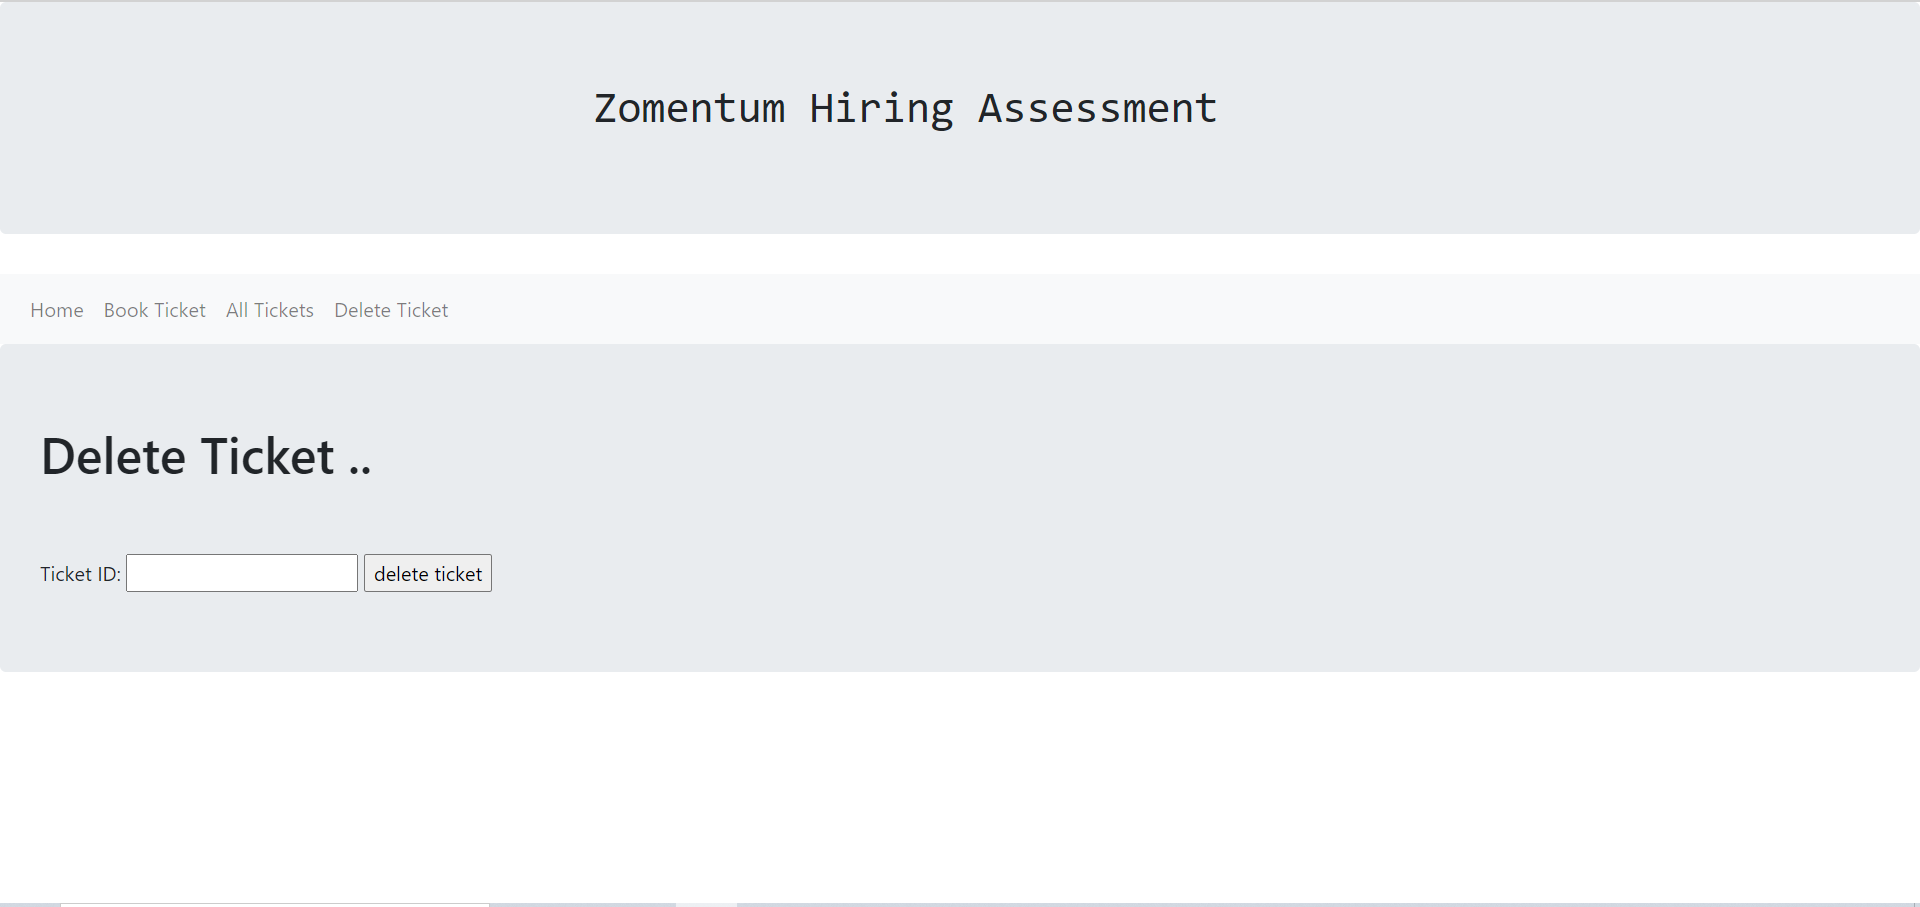 Zomentum Hiring Assessment
Home Book Ticket All Tickets Delete Ticket
Delete Ticket ..
Ticket ID: delete ticket